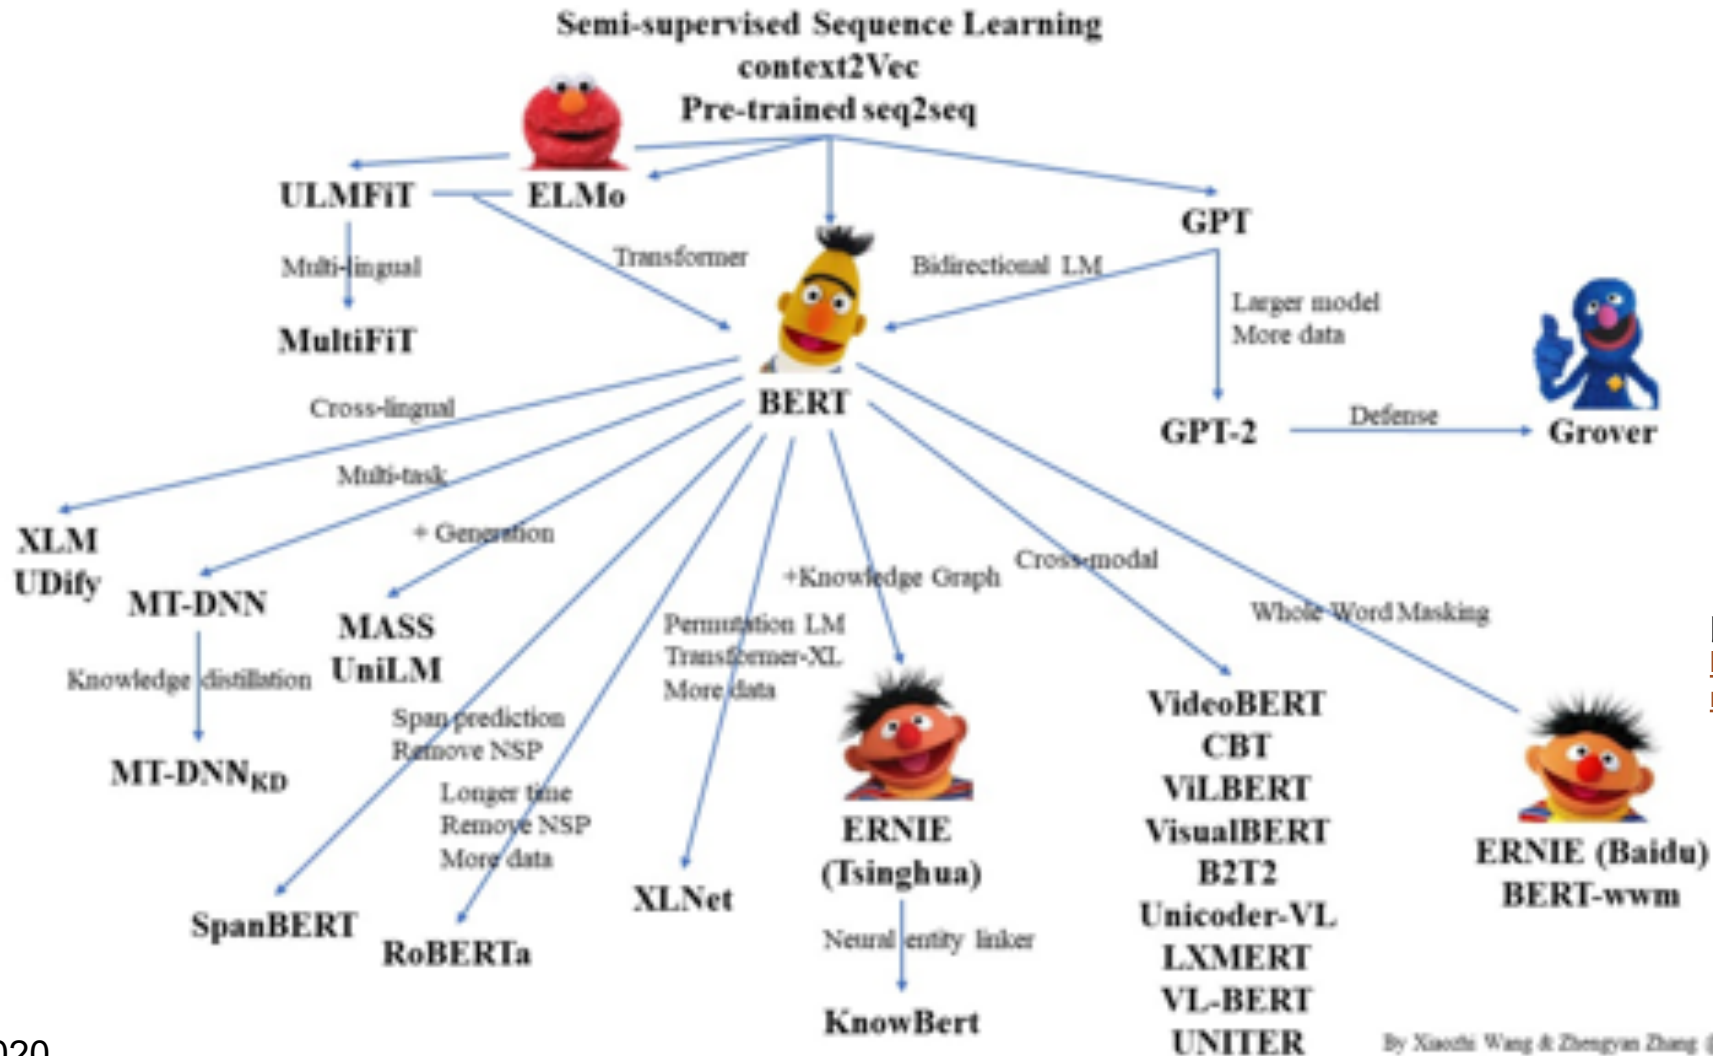 Semi-supervised Sequence Learning
context2Vec
Pre-trained seq2seq
ULMFiT
ELMo
GPT
Multi-lingual
Transformer
Bidirectional LM
Larger model
More data
MultiFiT
Cross-lingual
BERT
GPT-2
Defense
Grover
Multi-task
+ Generation
XLM
UDify
MT-DNN
MASS
UniLM
+Knowledge Graph
Cross-modal
Whole Word Masking
Permutation LM
Transformer-XL
More data
Knowledge distillation
Span prediction
Remove NSP
MT-DNNKD
Longer time
Remove NSP
More data
SpanBERT
RoBERTa
XLNet
ERNIE
(Tsinghua)
Neural entity linker
KnowBert
VideoBERT
CBT
ViLBERT
VisualBERT
B2T2
Unicoder-VL
LXMERT
VL-BERT
UNITER
ERNIE (Baidu)
BERT-wwm
By Xiaozhi Wang & Zhengyan Zhang @
020